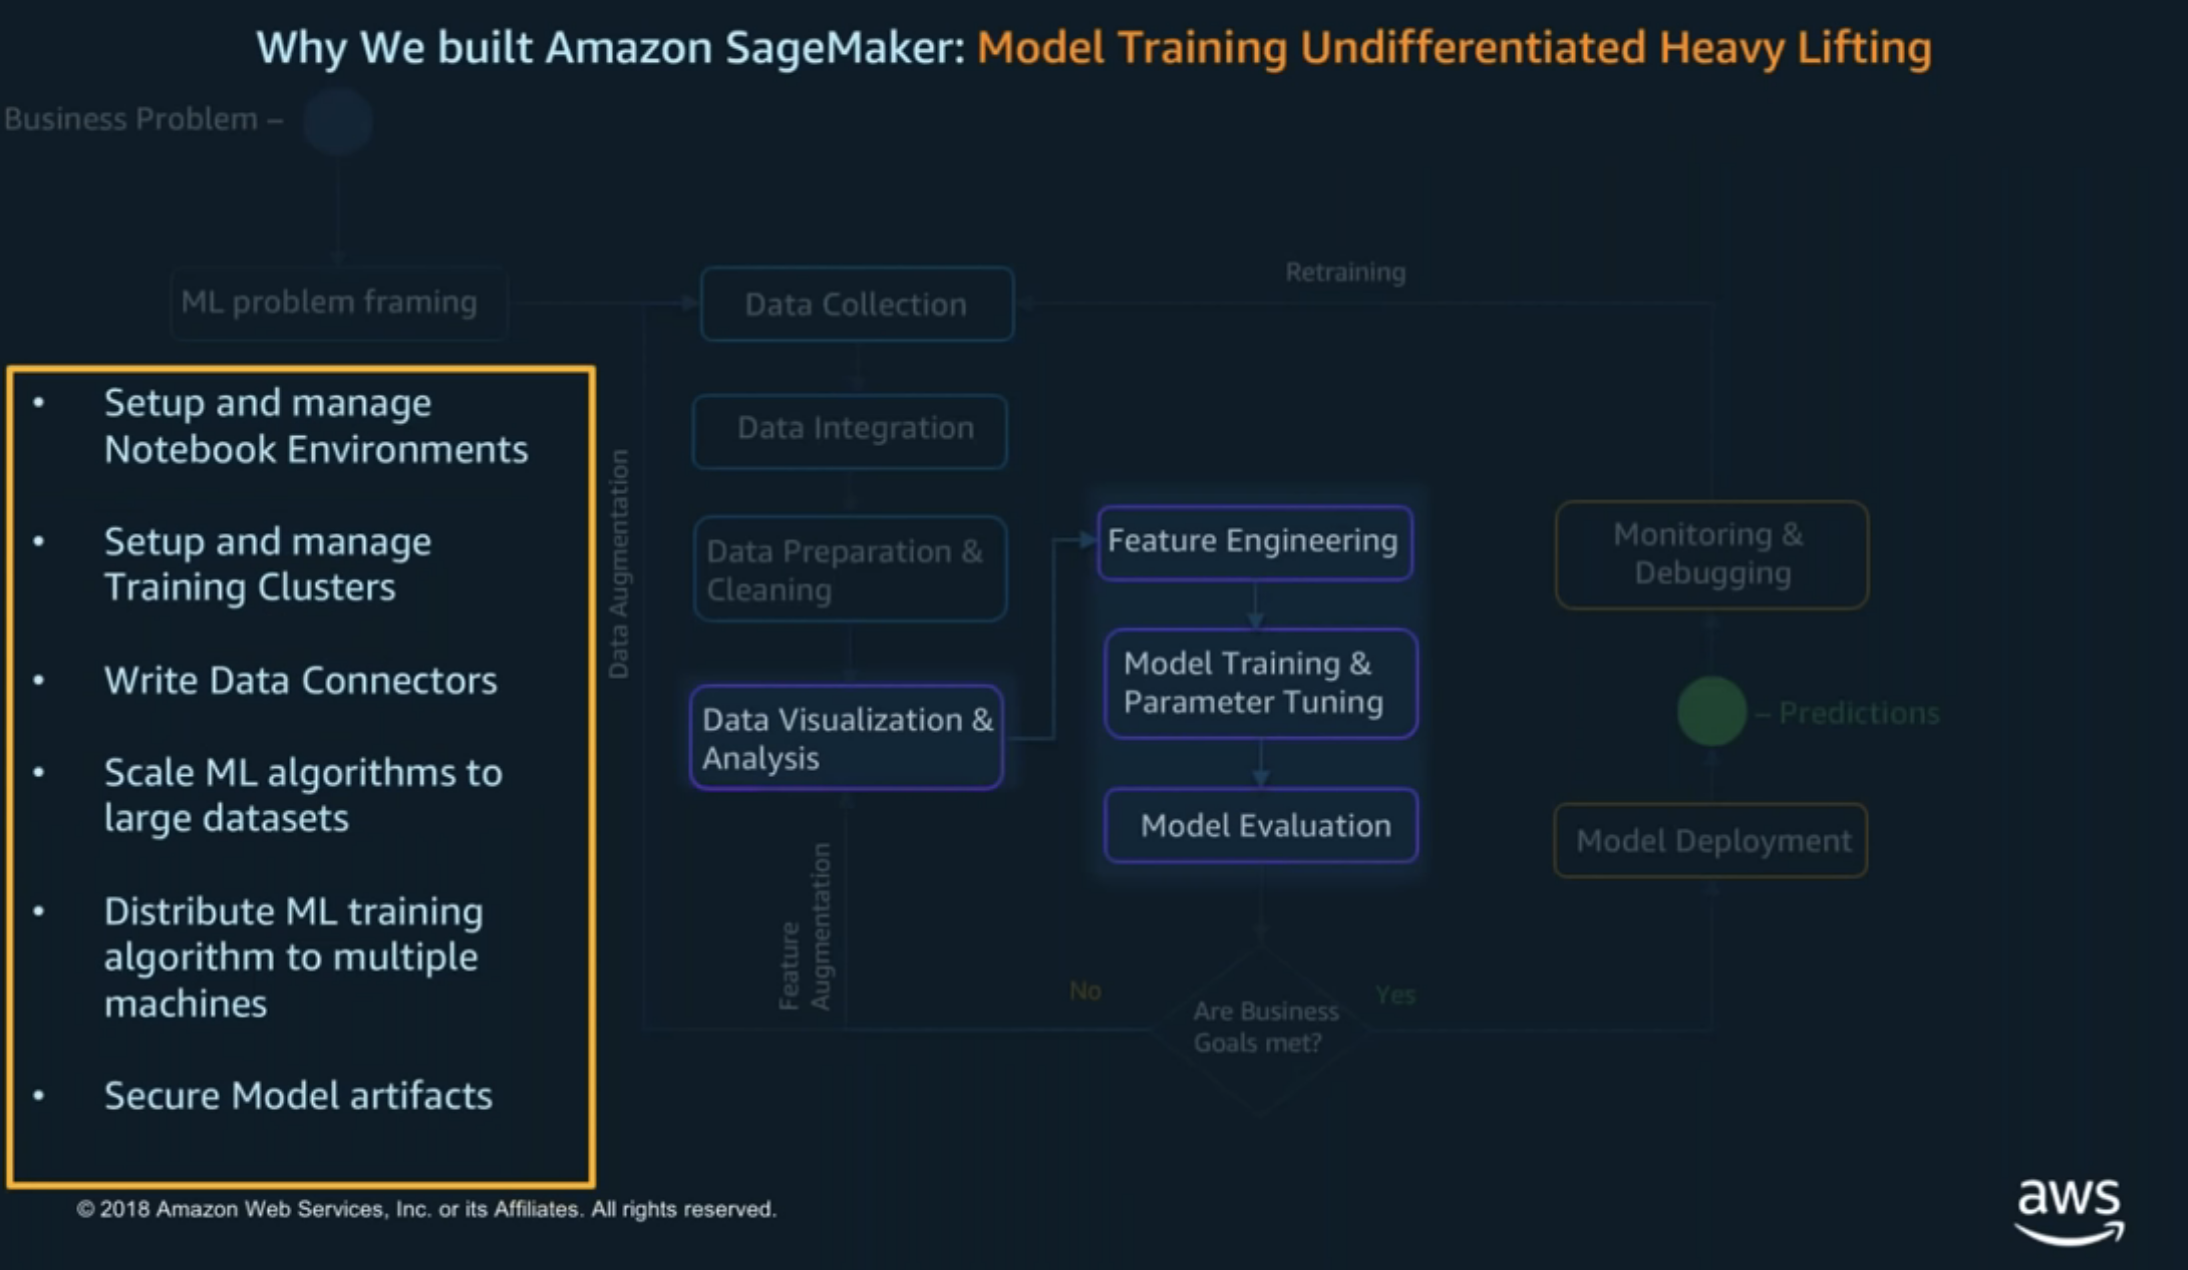 Why We built Amazon SageMaker: Model Training Undifferentiated Heavy Lifting
Business Problem –
ML problem framing
Data Collection
Retraining
• Setup and manage
Notebook Environments
• Setup and manage
Training Clusters
• Write Data Connectors
• Scale ML algorithms to
large datasets
• Distribute ML training
algorithm to multiple
machines
• Secure Model artifacts
Data Augmentation
Data Integration
Data Preparation &
Cleaning
Data Visualization &
Analysis
Feature
Augmentation
Feature Engineering
Model Training &
Parameter Tuning
Model Evaluation
No
Are Business
Goals met?
Yes
Monitoring &
Debugging
– Predictions
Model Deployment
© 2018 Amazon Web Services, Inc. or its Affiliates. All rights reserved.
aws